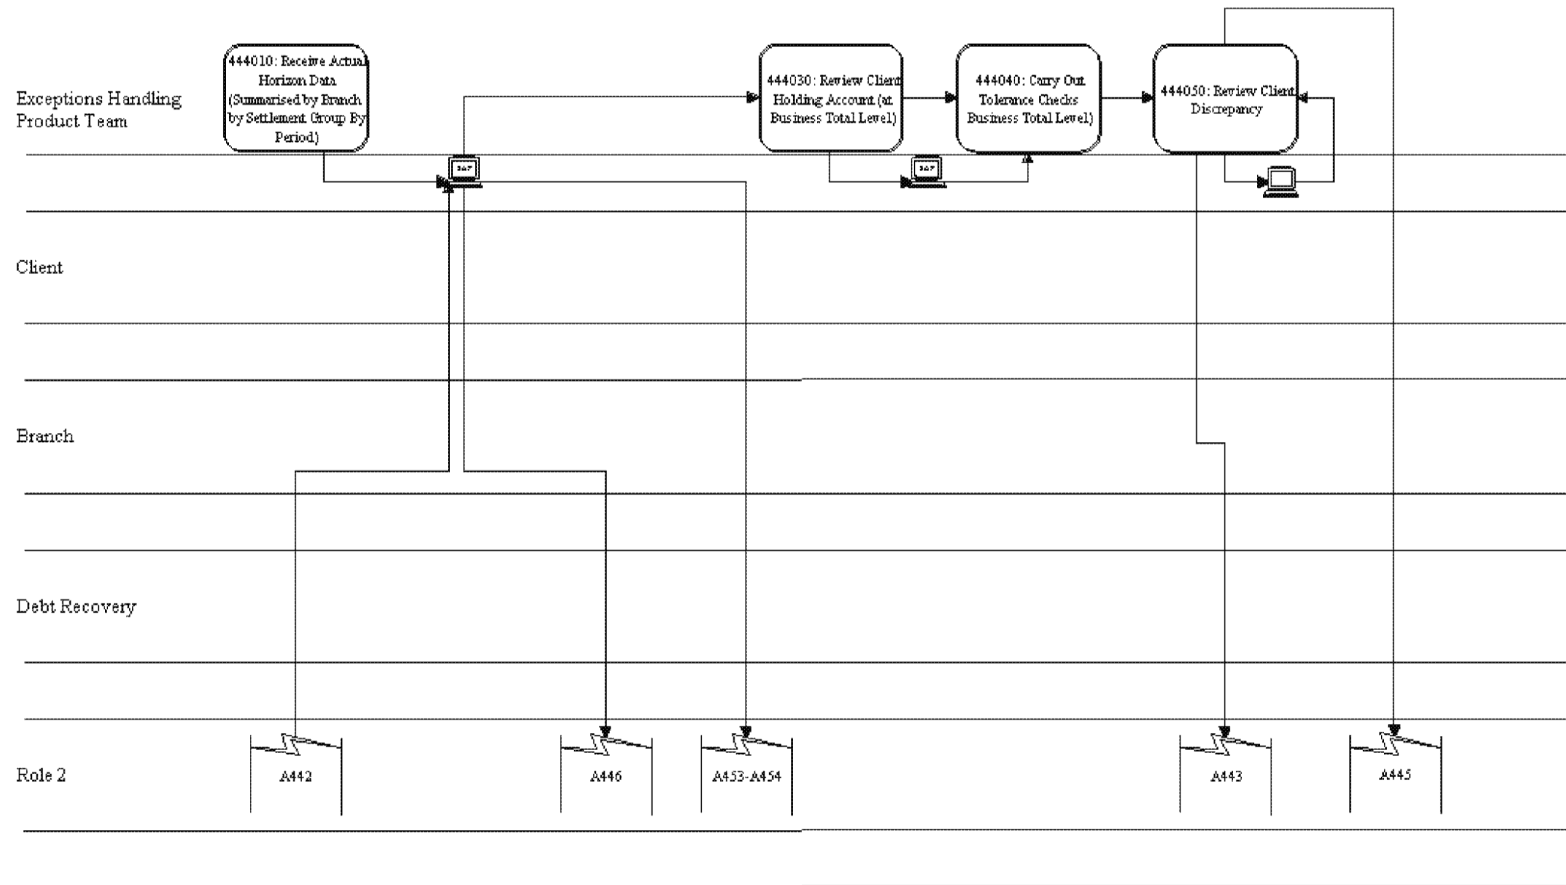 Exceptions Handling
Product Team
444010: Receive Actual
Horizon Data
(Summarised by Branch
by Settlement Group By
Period)
444030: Review Client
Holding Account (at
Business Total Level)
444040: Carry Out
Tolerance Checks
Business Total Level)
444050: Review Client
Discrepancy
SAP
SAP
Client
Branch
Debt Recovery
Role 2
A442
A446
A453-A454
A443
A445